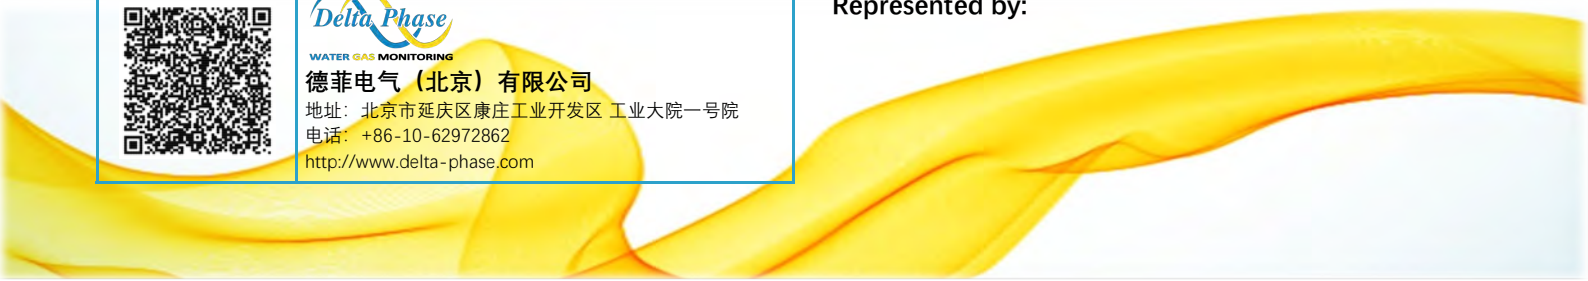 Delta Phase
WATER GAS MONITORING
德菲电气（北京）有限公司
地址：北京市延庆区康庄工业开发区 工业大院一号院
电话：+86-10-62972862
http://www.delta-phase.com
Represented by: